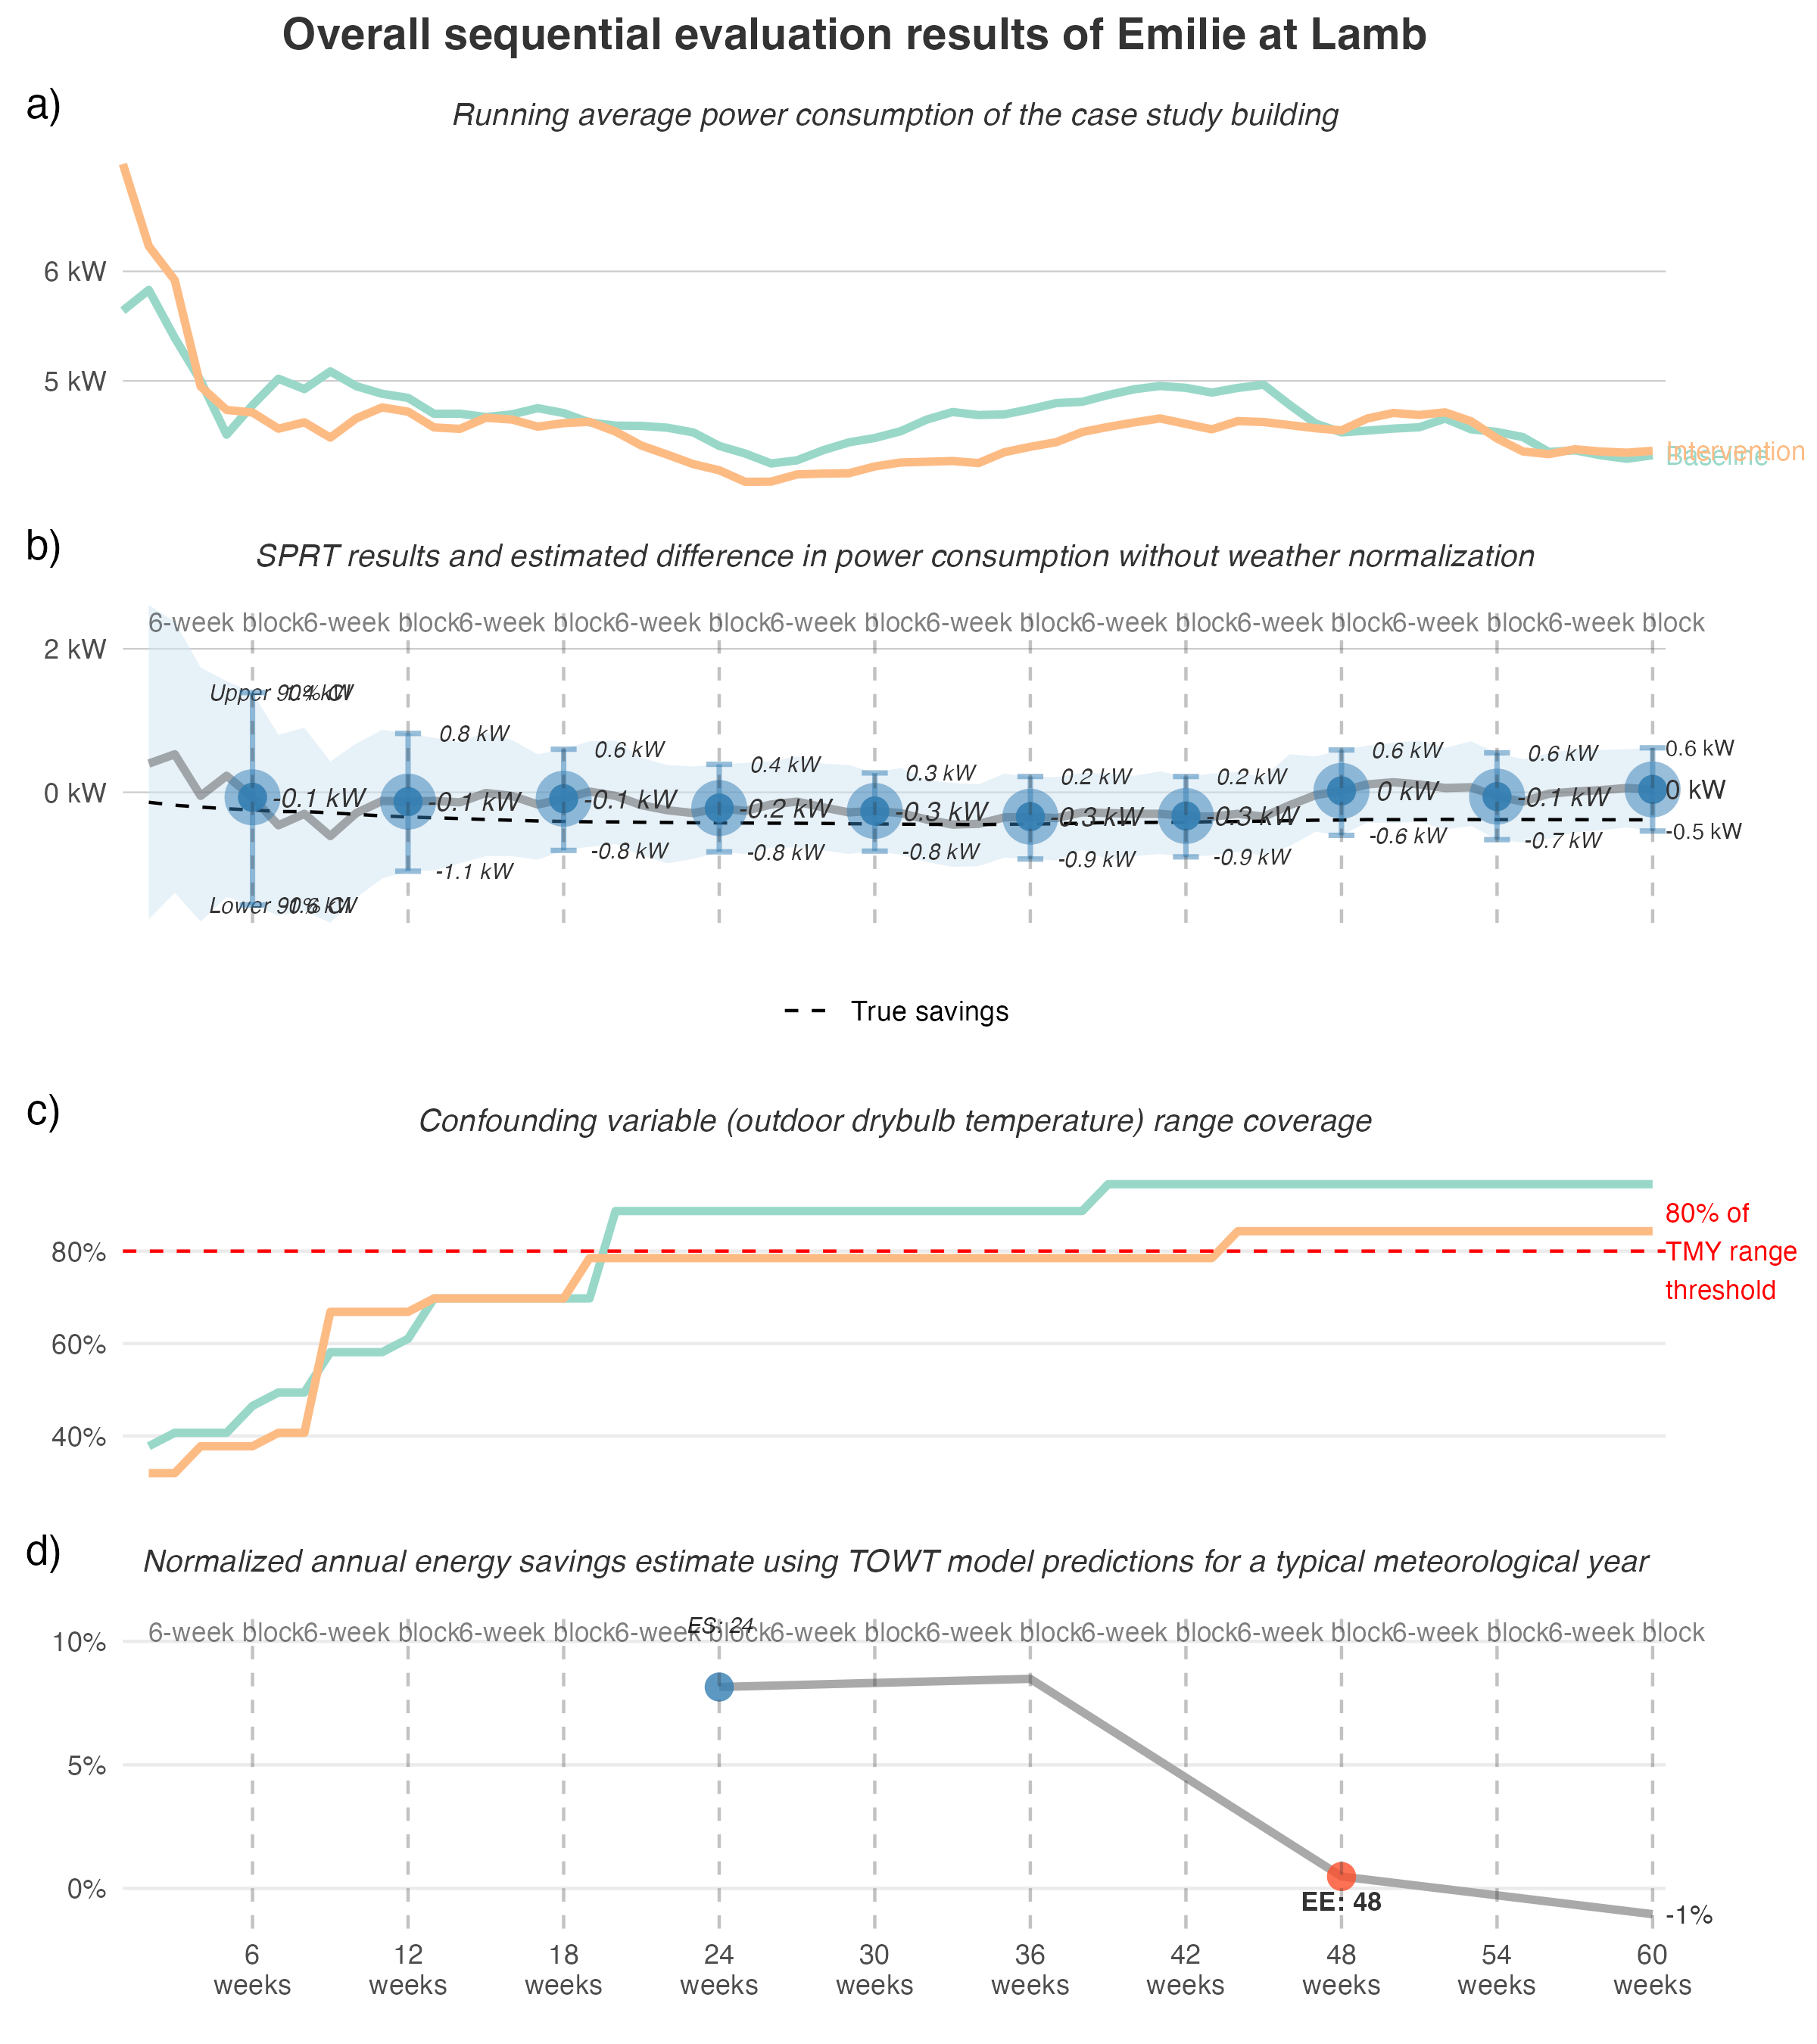 Overall sequential evaluation results of Emilie at Lamb
a)
Running average power consumption of the case study building
6 kW
5 kW
Intervention
Baseline
b)
SPRT results and estimated difference in power consumption without weather normalization
6-week block 6-week block 6-week block 6-week block 6-week block 6-week block 6-week block 6-week block 6-week block 6-week block
2 kW
Upper 90% CI 1.4 kW
0.8 kW 0.6 kW 0.4 kW 0.3 kW 0.2 kW 0.2 kW 0.6 kW 0.6 kW 0.6 kW
0 kW
-0.1 kW -0.1 kW -0.1 kW -0.2 kW -0.3 kW -0.3 kW -0.3 kW 0 kW -0.1 kW 0 kW
Lower 90% CI -1.6 kW
-1.1 kW -0.8 kW -0.8 kW -0.8 kW -0.9 kW -0.9 kW -0.6 kW -0.7 kW -0.5 kW
True savings
c)
Confounding variable (outdoor drybulb temperature) range coverage
80%
60%
40%
80% of
TMY range
threshold
d)
Normalized annual energy savings estimate using TOWT model predictions for a typical meteorological year
ES: 24
6-week block 6-week block 6-week block 6-week block 6-week block 6-week block 6-week block 6-week block 6-week block 6-week block
10%
5%
0%
EE: 48
-1%
6 12 18 24 30 36 42 48 54 60
weeks weeks weeks weeks weeks weeks weeks weeks weeks weeks